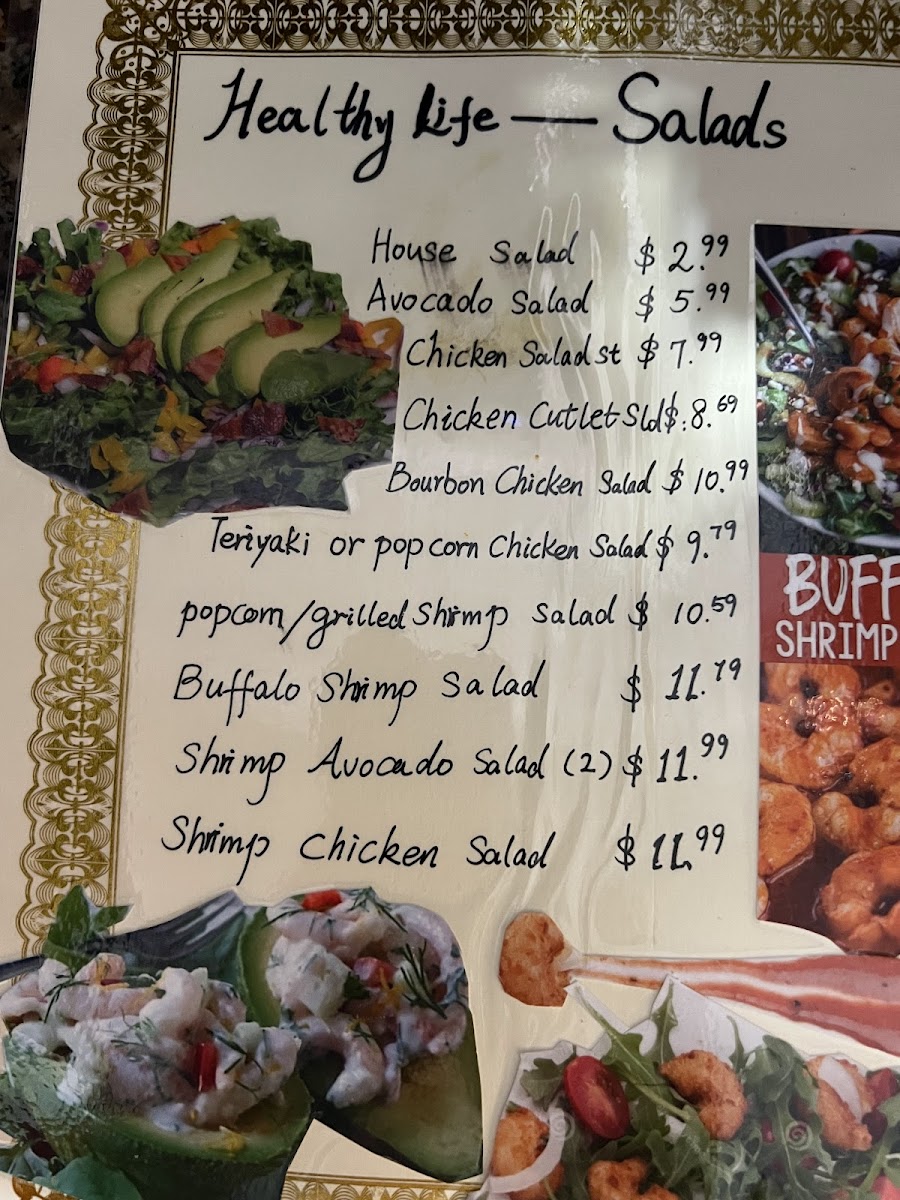 Healthy Life — Salads
House Salad $ 2.99
Avocado Salad $ 5.99
Chicken Salad st $ 7.99
Chicken Cutlet Sld $.8.69
Bourbon Chicken Salad $ 10.99
Teriyaki or popcorn Chicken Salad $ 9.79
popcorn/grilled Shrimp Salad $ 10.59
Buffalo Shrimp Salad $ 11.79
Shrimp Avocado Salad (2) $ 11.99
Shrimp Chicken Salad $ 11.99
BUFF
SHRIMP